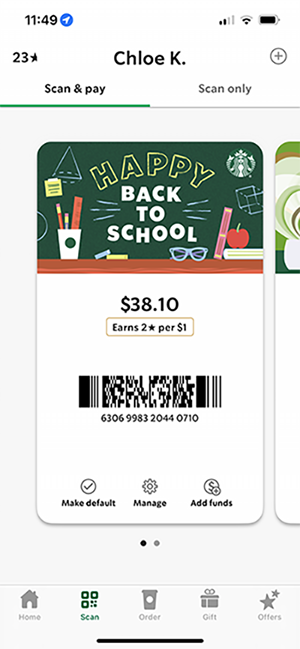 11:49
23★
Chloe K.
Scan & pay
Scan only
HAPPY
BACK
TO
SCHOOL
$38.10
Earns 2★ per $1
6306 9983 2044 0710
Make default
Manage
Add funds
Home
Scan
Order
Gift
Offers